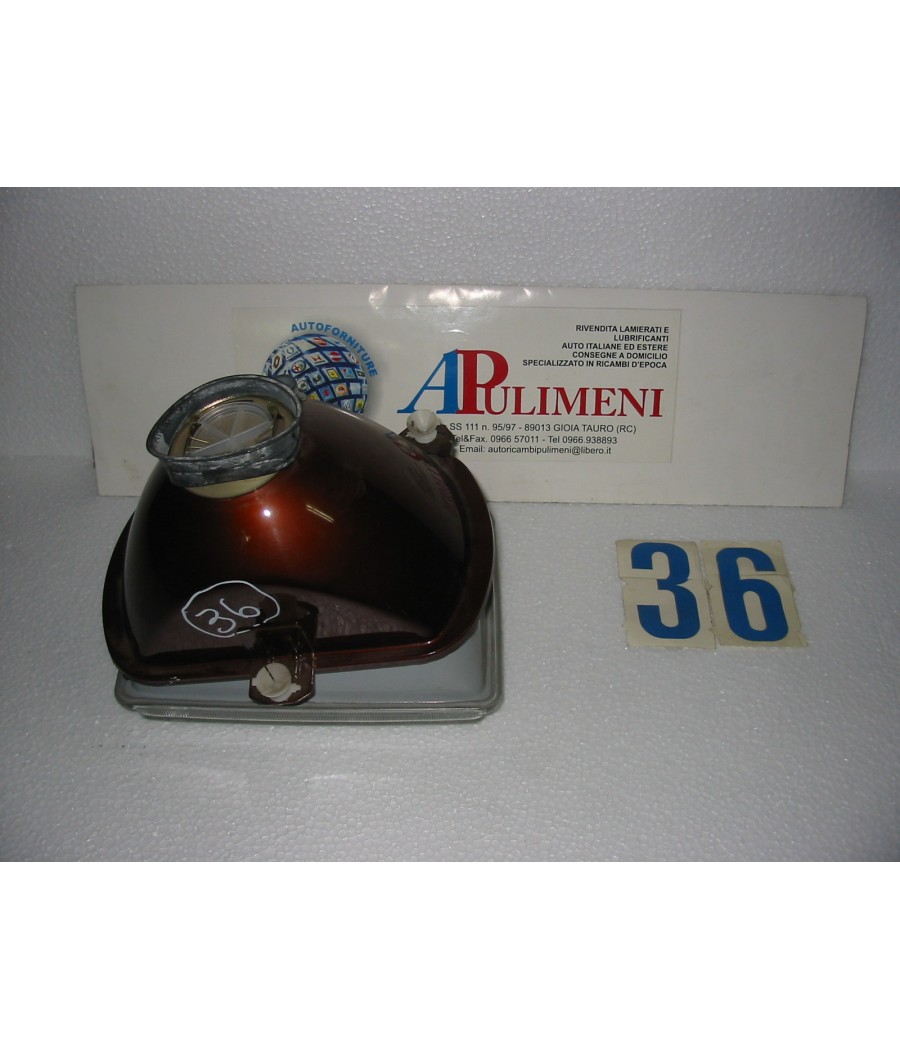 AUTOFORNITURE
RIVENDITA LAMIERATI E
LUBRIFICANTI
AUTO ITALIANE ED ESTERE
CONSEGNE A DOMICILIO
SPECIALIZZATO IN RICAMBI D'EPOCA
APULIMENI
SS 111 n. 95/97 - 89013 GIOIA TAURO (RC)
Tel&Fax. 0966 57011 - Tel 0966.938893
Email: autoricambipulimeni@libero.it
36
36